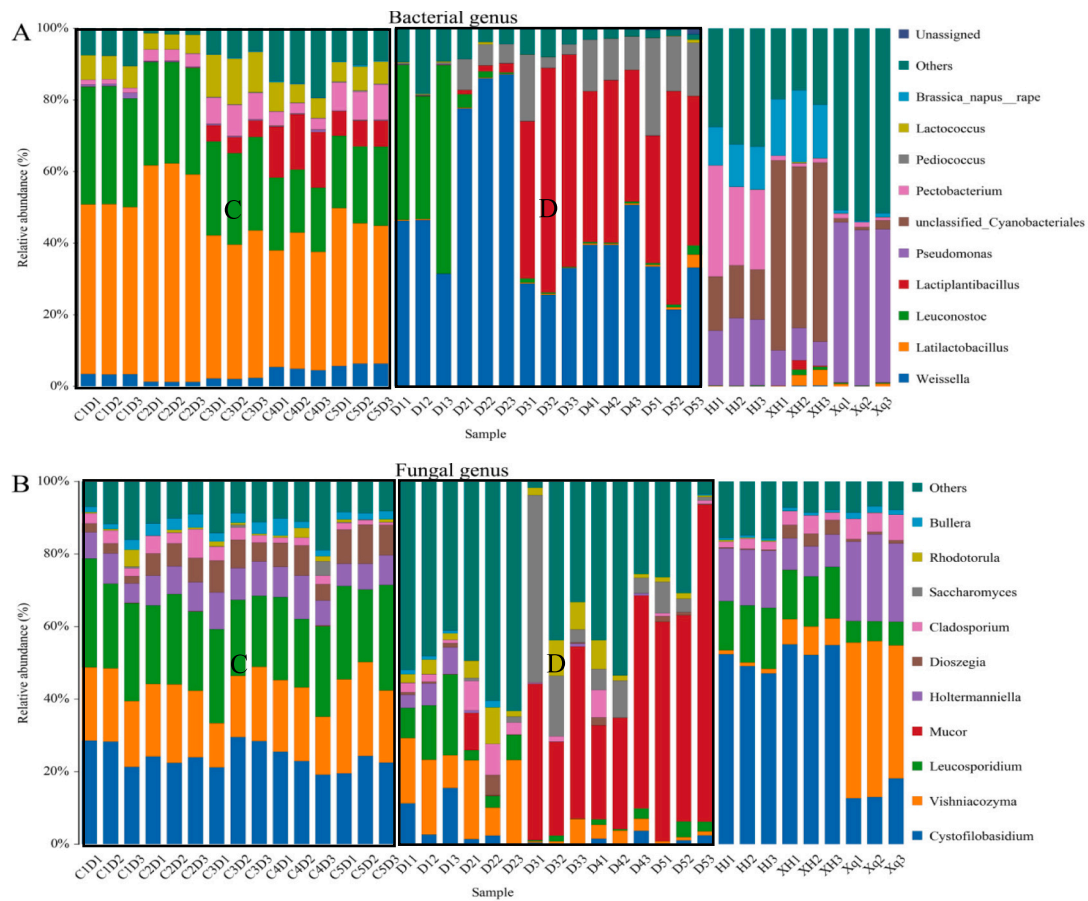 Bacterial genus
A
100%
80%
60%
40%
20%
0%
Relative abundance (%)
C
D
C1D1 C1D2 C1D3 C2D1 C2D2 C2D3 C3D1 C3D2 C3D3 C4D1 C4D2 C4D3 C5D1 C5D2 C5D3 D11 D12 D13 D21 D22 D23 D31 D32 D33 D41 D42 D43 D51 D52 D53 HJ1 HJ2 HJ3 XH1 XH2 XH3 Xq1 Xq2 Xq3
Sample
Unassigned
Others
Brassica_napus__rape
Lactococcus
Pediococcus
Pectobacterium
unclassified_Cyanobacteriales
Pseudomonas
Lactiplantibacillus
Leuconostoc
Latilactobacillus
Weissella
Fungal genus
B
100%
80%
60%
40%
20%
0%
Relative abundance (%)
C
D
C1D1 C1D2 C1D3 C2D1 C2D2 C2D3 C3D1 C3D2 C3D3 C4D1 C4D2 C4D3 C5D1 C5D2 C5D3 D11 D12 D13 D21 D22 D23 D31 D32 D33 D41 D42 D43 D51 D52 D53 HJ1 HJ2 HJ3 XH1 XH2 XH3 Xq1 Xq2 Xq3
Sample
Others
Bullera
Rhodotorula
Saccharomyces
Cladosporium
Dioszegia
Holtermanniella
Mucor
Leucosporidium
Vishniacozyma
Cystofilobasidium